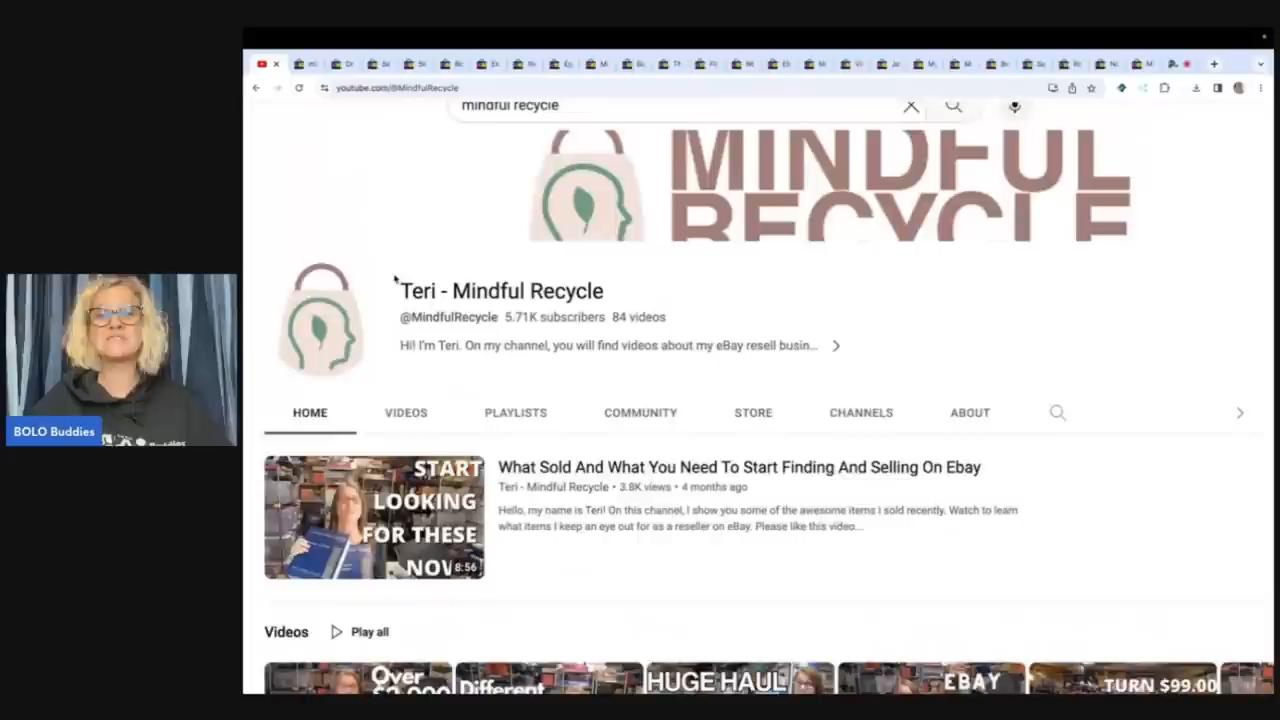 youtube.com/@MindfulRecycle
mindful recycle
MINDFUL
RECYCLE
Teri - Mindful Recycle
@MindfulRecycle 5.71K subscribers 84 videos
Hi! I'm Teri. On my channel, you will find videos about my eBay resell busin...
HOME VIDEOS PLAYLISTS COMMUNITY STORE CHANNELS ABOUT
START
LOOKING
FOR THESE
NOW
8:56
What Sold And What You Need To Start Finding And Selling On Ebay
Teri - Mindful Recycle • 3.8K views • 4 months ago
Hello, my name is Teri! On this channel, I show you some of the awesome items I sold recently. Watch to learn
what items I keep an eye out for as a reseller on eBay. Please like this video...
BOLO Buddies
Videos Play all
Over
Different
HUGE HAUL
EBAY
TURN $99.00